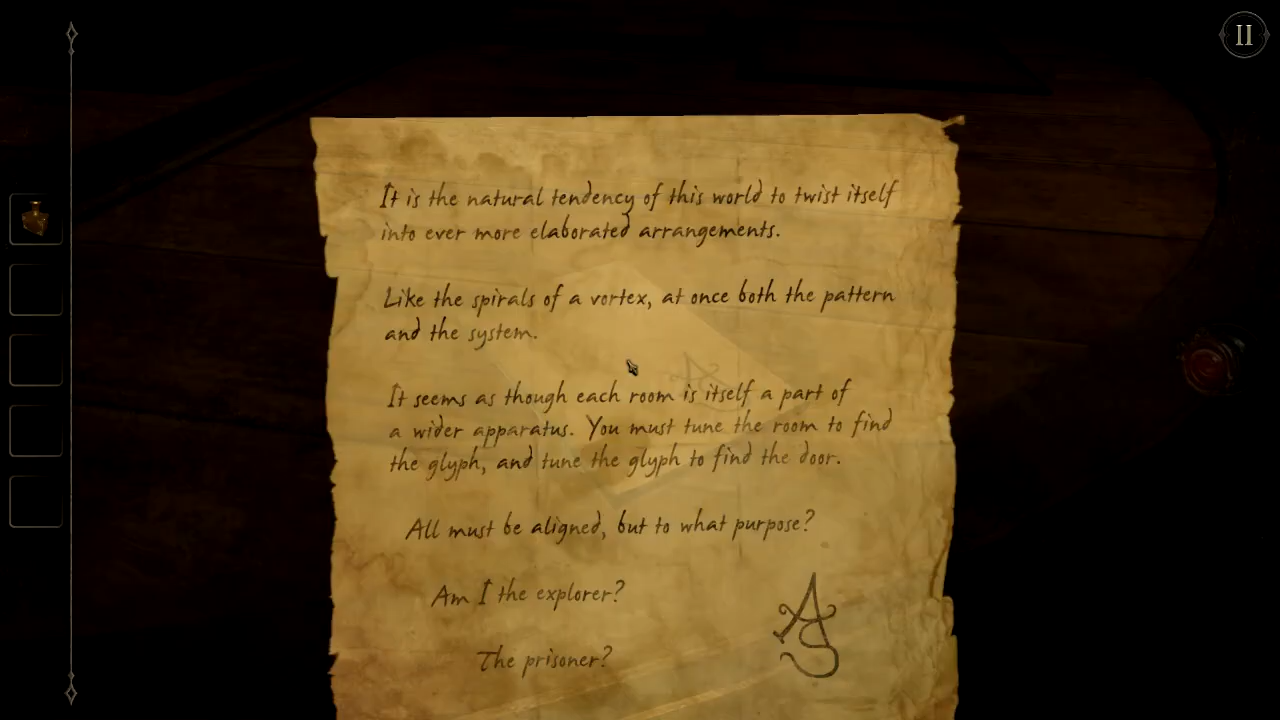 It is the natural tendency of this world to twist itself
into ever more elaborated arrangements.
Like the spirals of a vortex, at once both the pattern
and the system.
It seems as though each room is itself a part of
a wider apparatus. You must tune the room to find
the glyph, and tune the glyph to find the door.
All must be aligned, but to what purpose?
Am I the explorer?
The prisoner?
AS